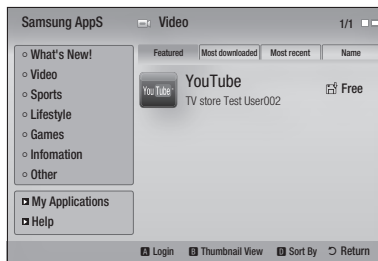 Samsung AppS
Video
1/1
What's New!
Video
Sports
Lifestyle
Games
Infomation
Other
My Applications
Help
Featured
Most downloaded
Most recent
Name
You Tube
YouTube
TV store Test User002
Free
A Login
B Thumbnail View
D Sort By
Return